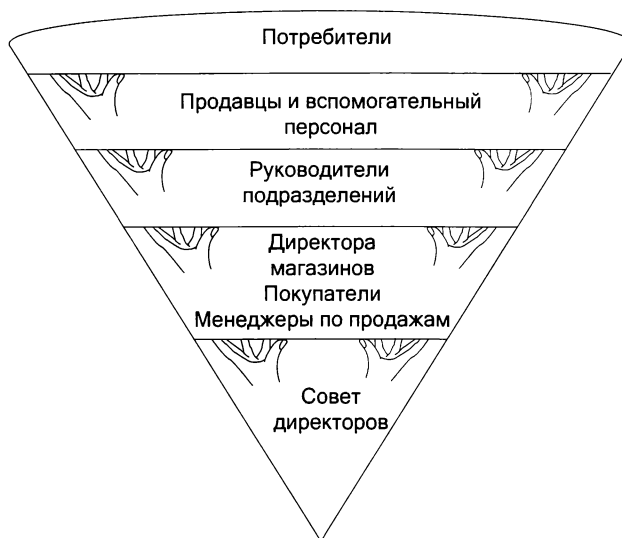 Потребители
Продавцы и вспомогательный
персонал
Руководители
подразделений
Директора
магазинов
Покупатели
Менеджеры по продажам
Совет
директоров